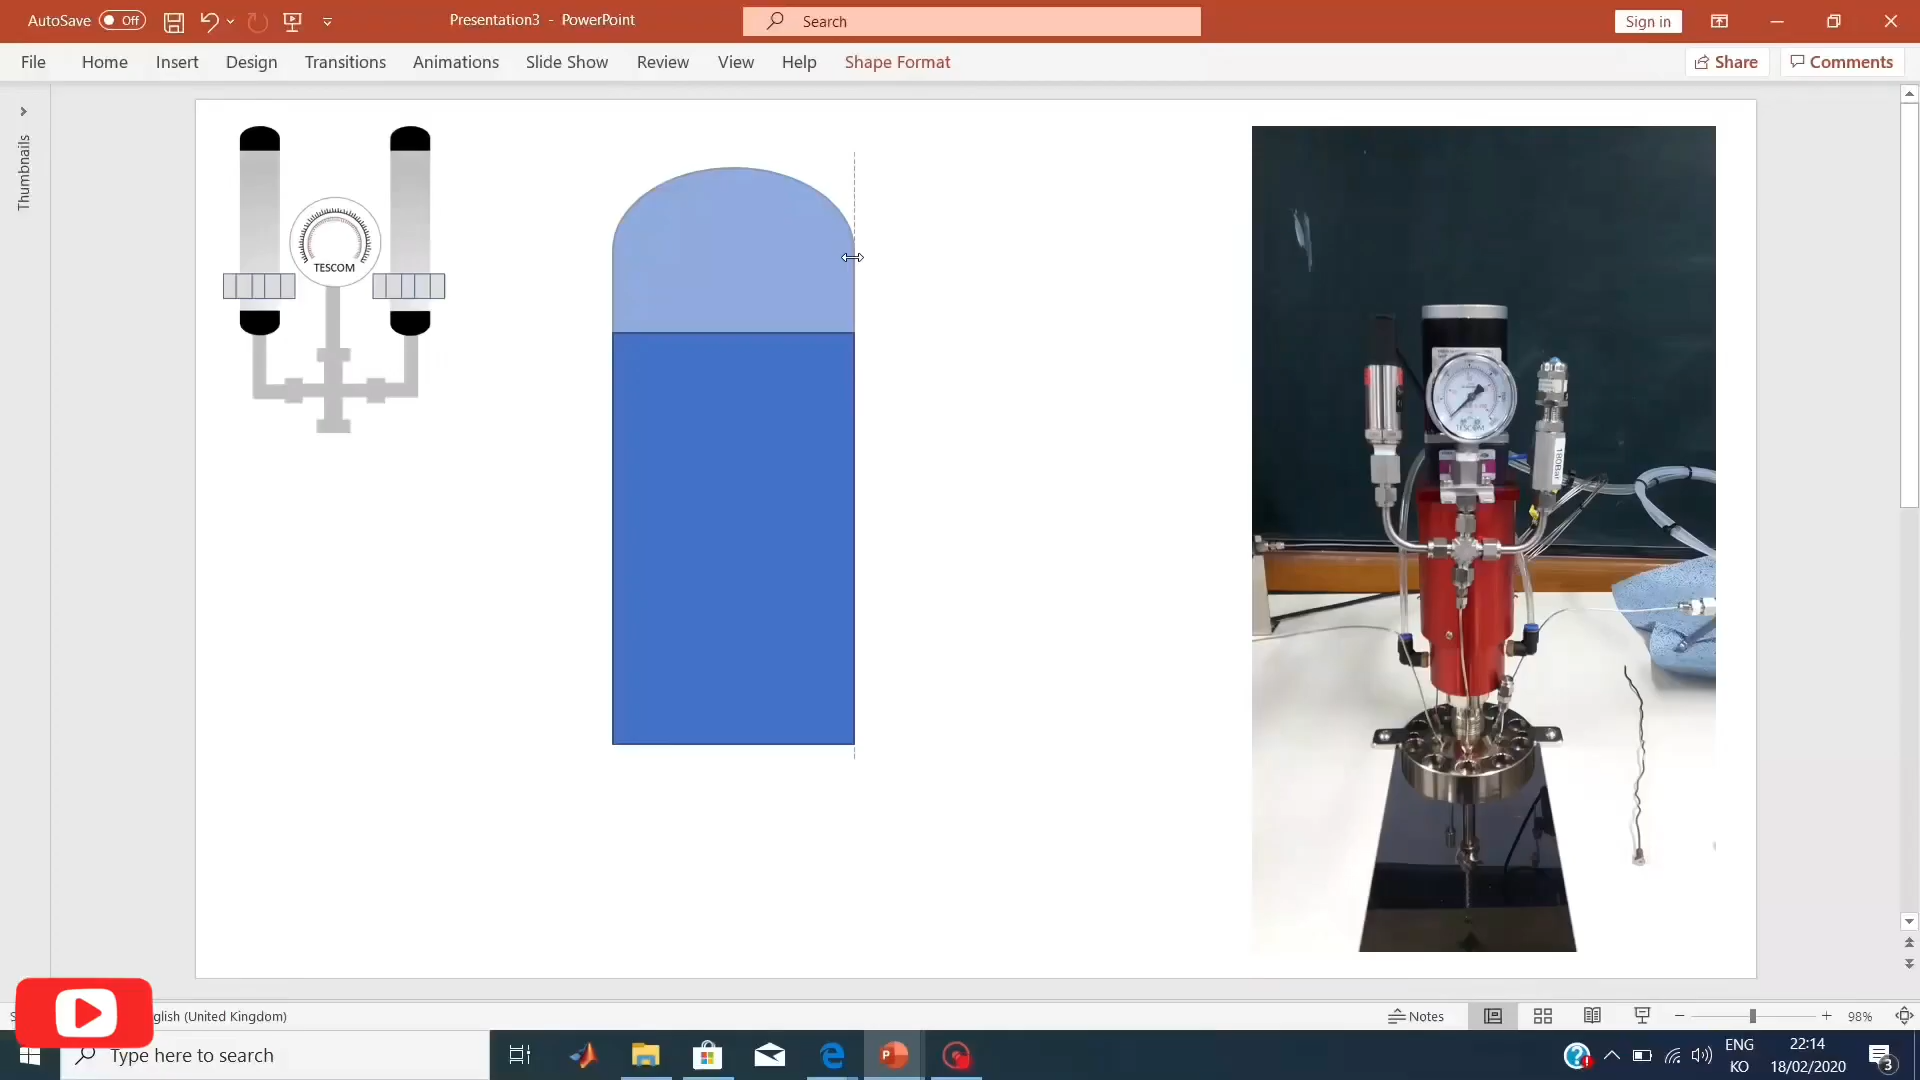 AutoSave Off
Presentation3 - PowerPoint
Search
Sign in
File Home Insert Design Transitions Animations Slide Show Review View Help Shape Format
Share Comments
Thumbnails
TESCOM
TESCOM
180Bar
glish (United Kingdom)
Notes
98%
Type here to search
ENG
KO
22:14
18/02/2020
3